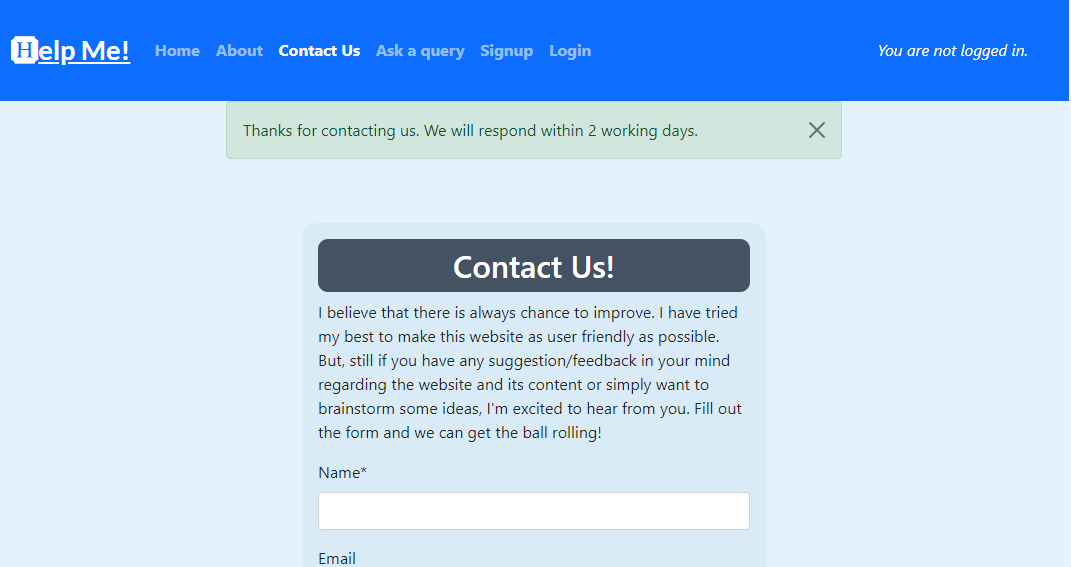 Help Me! Home About Contact Us Ask a query Signup Login You are not logged in.
Thanks for contacting us. We will respond within 2 working days.
Contact Us!
I believe that there is always chance to improve. I have tried
my best to make this website as user friendly as possible.
But, still if you have any suggestion/feedback in your mind
regarding the website and its content or simply want to
brainstorm some ideas, I'm excited to hear from you. Fill out
the form and we can get the ball rolling!
Name*
Email